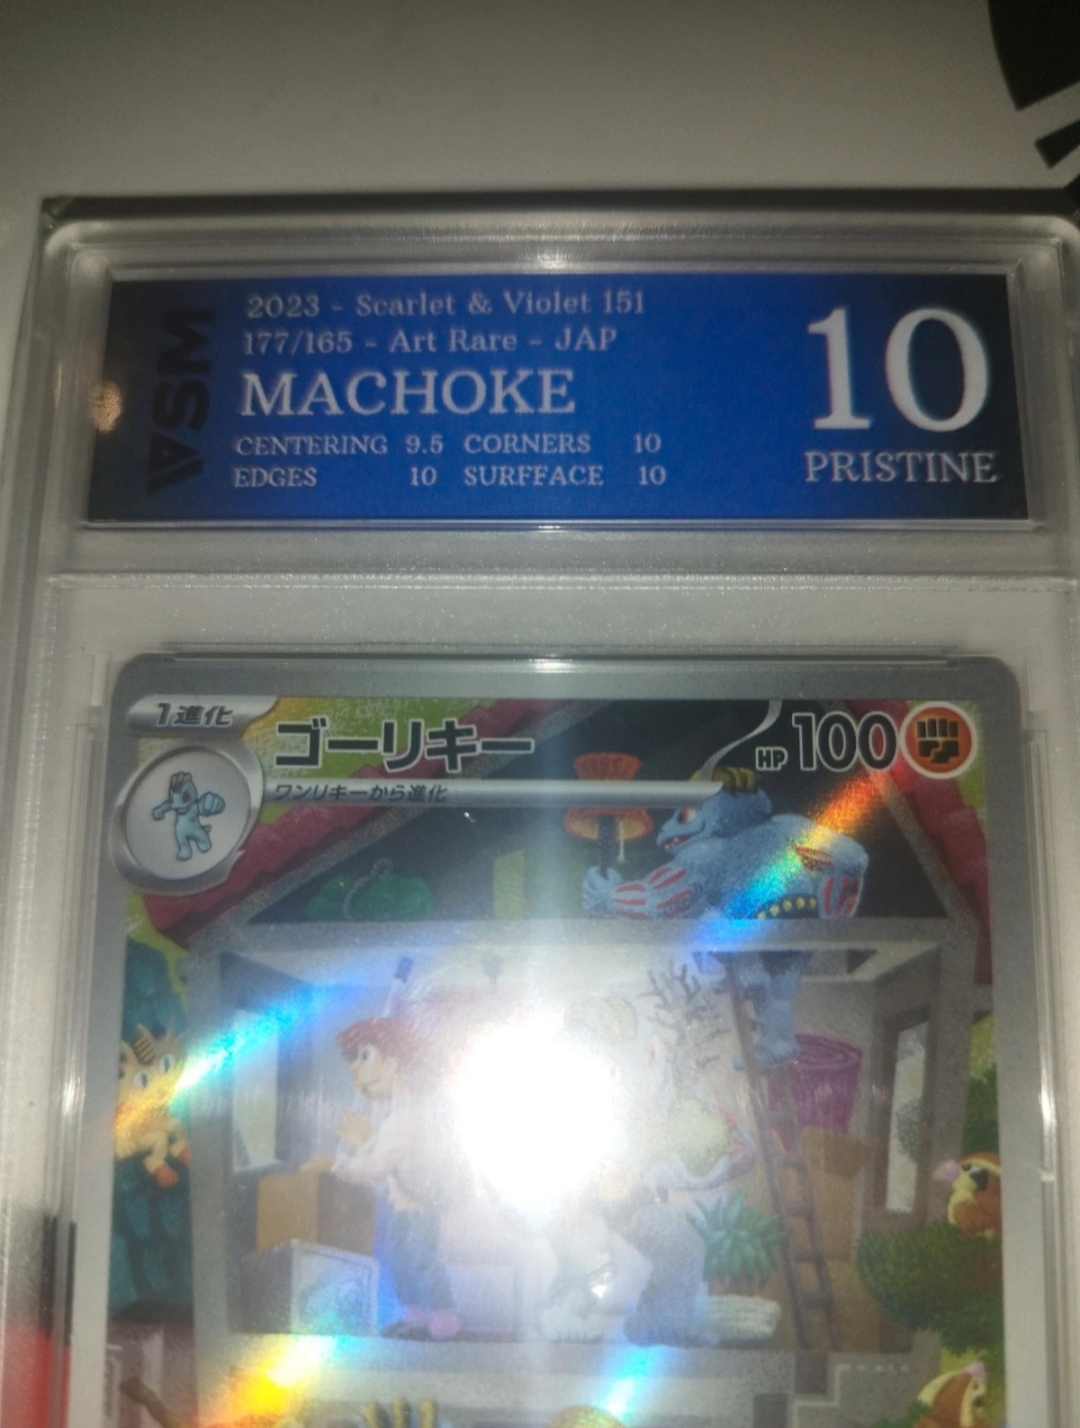 2023 - Scarlet & Violet 151
177/165 - Art Rare - JAP
MACHOKE
CENTERING 9.5 CORNERS 10
EDGES 10 SURFFACE 10
10
PRISTINE
1進化
ゴーリキー
HP 100
ワンリキーから進化